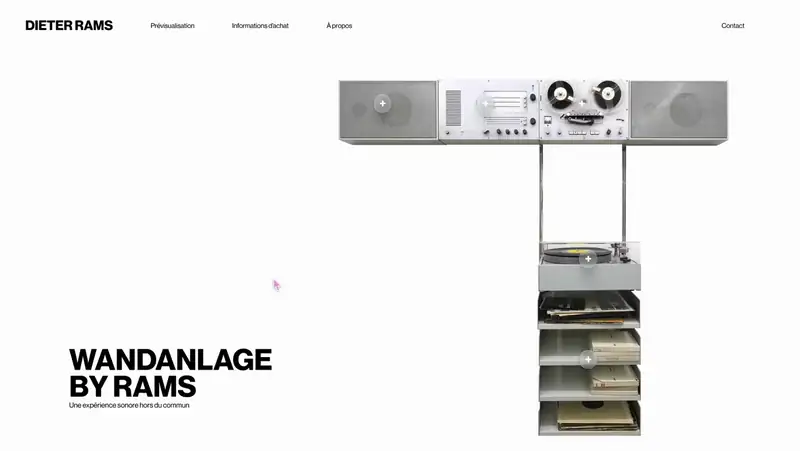 DIETER RAMS
Prévisualisation
Informations d'achat
À propos
Contact
WANDANLAGE
BY RAMS
Une expérience sonore hors du commun